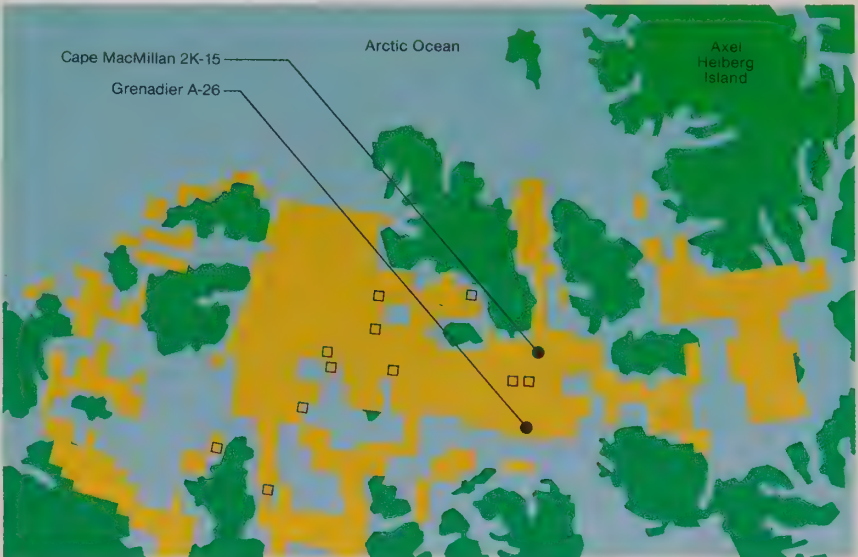 Arctic Ocean
Axel
Heiberg
Island
Cape MacMillan 2K-15
Grenadier A-26